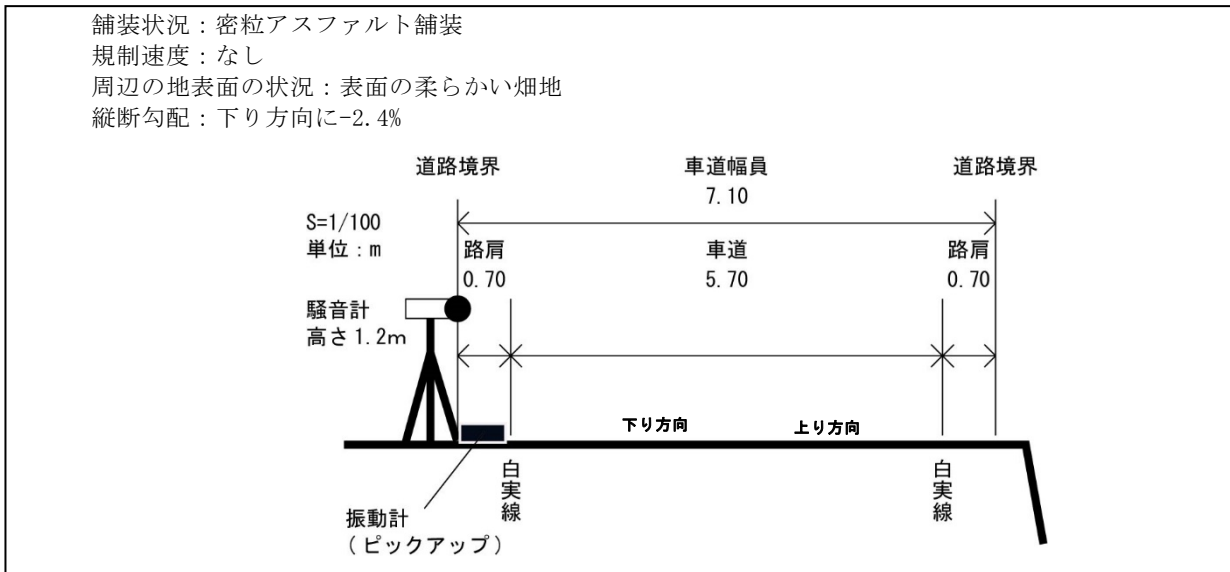 舗装状況：密粒アスファルト舗装
規制速度：なし
周辺の地表面の状況：表面の柔らかい畑地
縦断勾配：下り方向に-2.4%
道路境界
車道幅員
道路境界
7.10
S=1/100
単位：m
路肩
車道
路肩
0.70
5.70
0.70
騒音計
高さ1.2m
下り方向
上り方向
白実線
白実線
振動計
(ピックアップ)